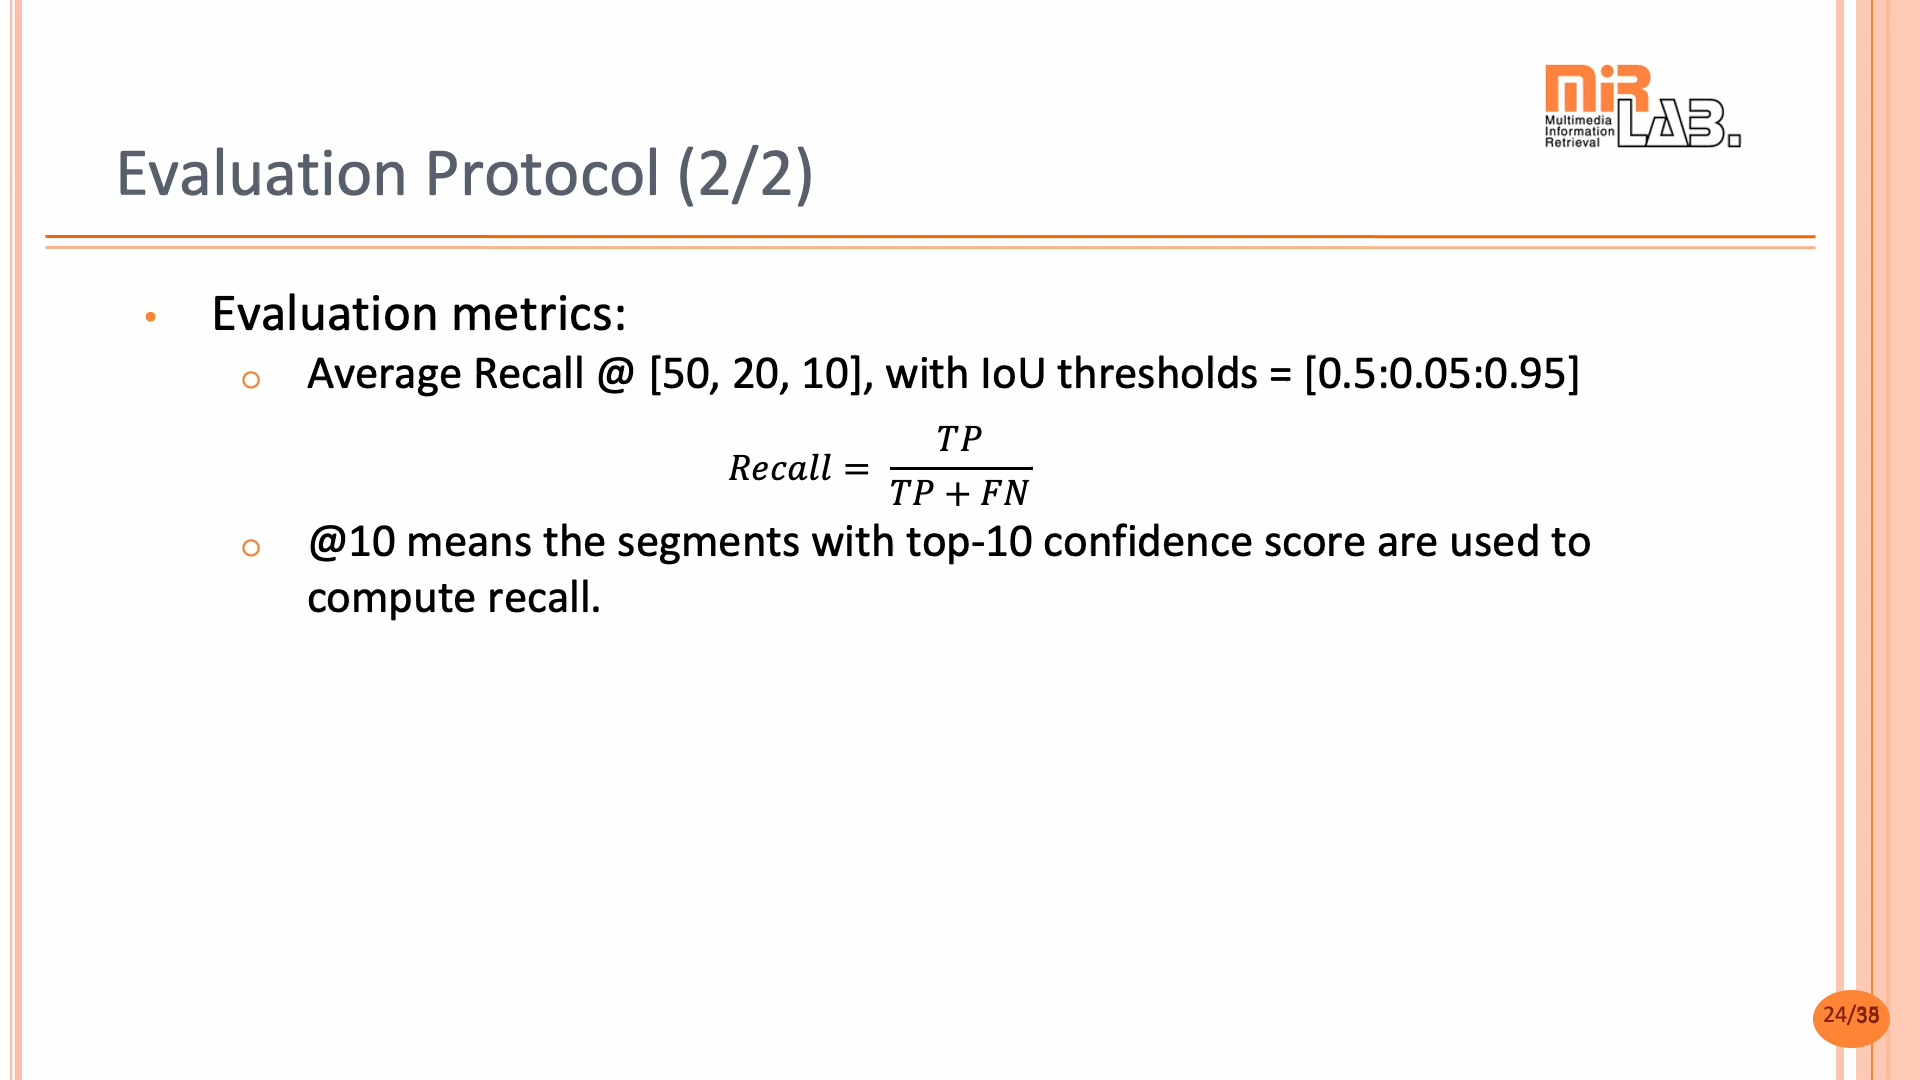 MiR
LAB.
Multimedia
Information
Retrieval
Evaluation Protocol (2/2)
• Evaluation metrics:
○ Average Recall @ [50, 20, 10], with IoU thresholds = [0.5:0.05:0.95]
Recall = TP / (TP + FN)
○ @10 means the segments with top-10 confidence score are used to
compute recall.
24/